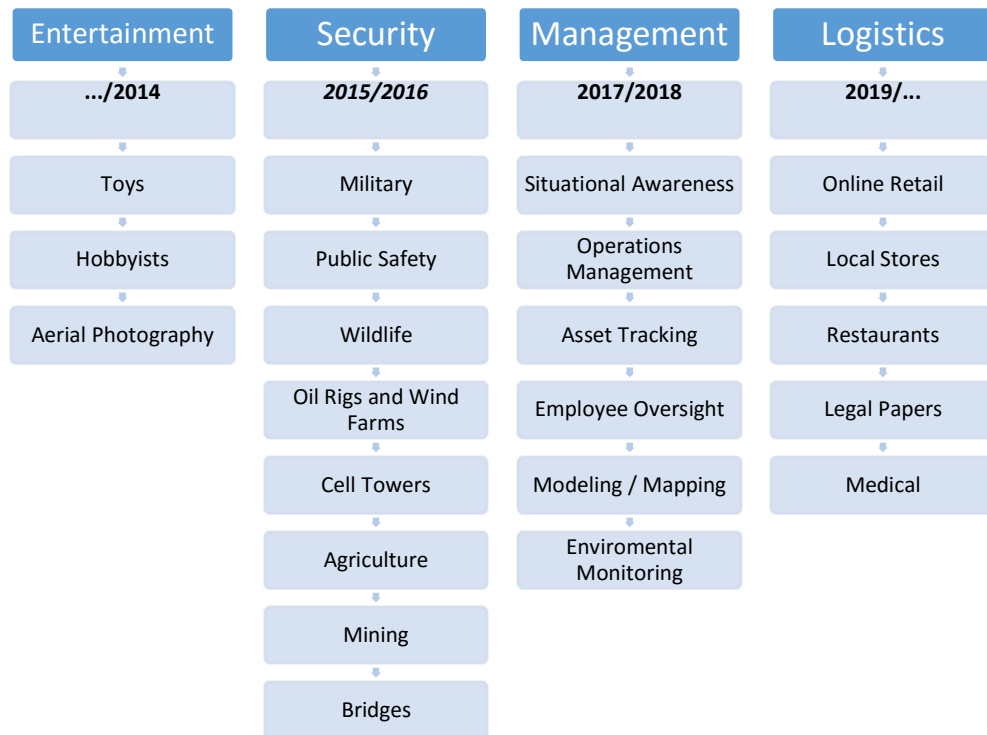 Entertainment
.../2014
Toys
Hobbyists
Aerial Photography
Security
2015/2016
Military
Public Safety
Wildlife
Oil Rigs and Wind
Farms
Cell Towers
Agriculture
Mining
Bridges
Management
2017/2018
Situational Awareness
Operations
Management
Asset Tracking
Employee Oversight
Modeling / Mapping
Enviromental
Monitoring
Logistics
2019/...
Online Retail
Local Stores
Restaurants
Legal Papers
Medical